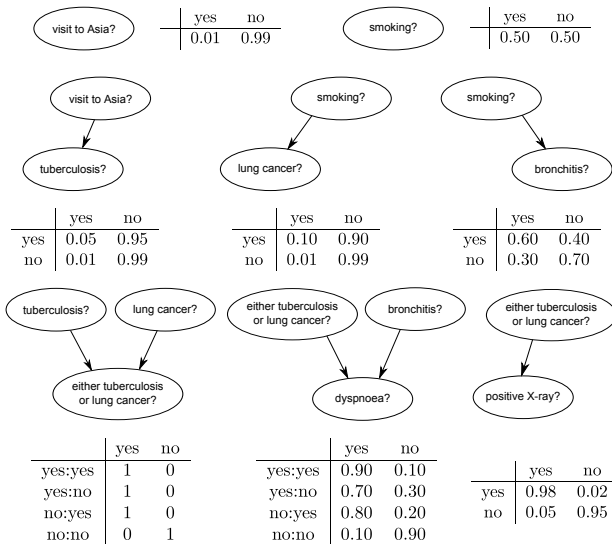 visit to Asia?
yes no
0.01 0.99
smoking?
yes no
0.50 0.50
visit to Asia?
tuberculosis?
yes no
yes 0.05 0.95
no 0.01 0.99
smoking?
lung cancer?
yes no
yes 0.10 0.90
no 0.01 0.99
smoking?
bronchitis?
yes no
yes 0.60 0.40
no 0.30 0.70
tuberculosis?
lung cancer?
either tuberculosis
or lung cancer?
yes no
yes:yes 1 0
yes:no 1 0
no:yes 1 0
no:no 0 1
either tuberculosis
or lung cancer?
bronchitis?
dyspnoea?
yes no
yes:yes 0.90 0.10
yes:no 0.70 0.30
no:yes 0.80 0.20
no:no 0.10 0.90
either tuberculosis
or lung cancer?
positive X-ray?
yes no
yes 0.98 0.02
no 0.05 0.95